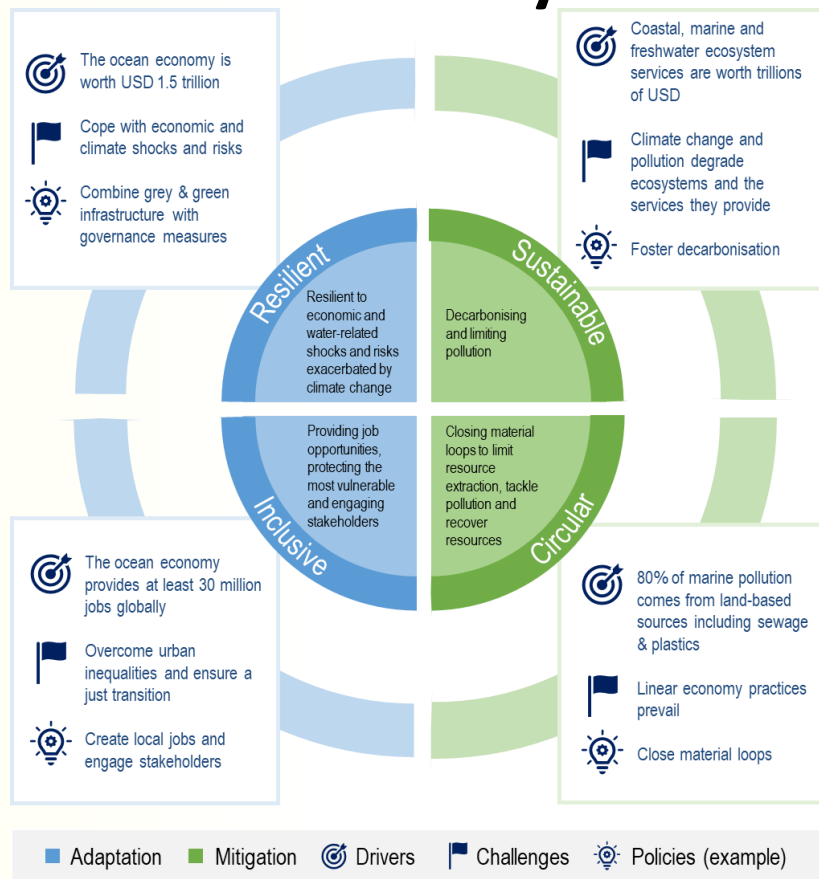 The ocean economy is
worth USD 1.5 trillion
Cope with economic and
climate shocks and risks
Combine grey & green
infrastructure with
governance measures
Coastal, marine and
freshwater ecosystem
services are worth trillions
of USD
Climate change and
pollution degrade
ecosystems and the
services they provide
Foster decarbonisation
Resilient
Resilient to
economic and
water-related
shocks and risks
exacerbated by
climate change
Sustainable
Decarbonising
and limiting
pollution
Inclusive
Providing job
opportunities,
protecting the
most vulnerable
and engaging
stakeholders
Circular
Closing material
loops to limit
resource
extraction, tackle
pollution and
recover
resources
The ocean economy
provides at least 30 million
jobs globally
Overcome urban
inequalities and ensure a
just transition
Create local jobs and
engage stakeholders
80% of marine pollution
comes from land-based
sources including sewage
& plastics
Linear economy practices
prevail
Close material loops
Adaptation Mitigation Drivers Challenges Policies (example)